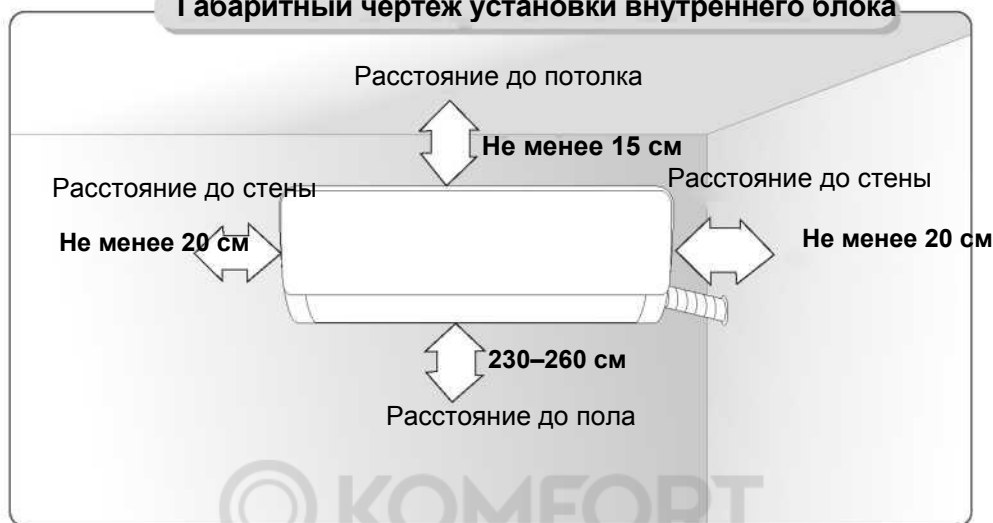 Габаритный чертеж установки внутреннего блока
Расстояние до потолка
Не менее 15 см
Расстояние до стены
Расстояние до стены
Не менее 20 см
Не менее 20 см
230–260 см
Расстояние до пола
KOMFORT